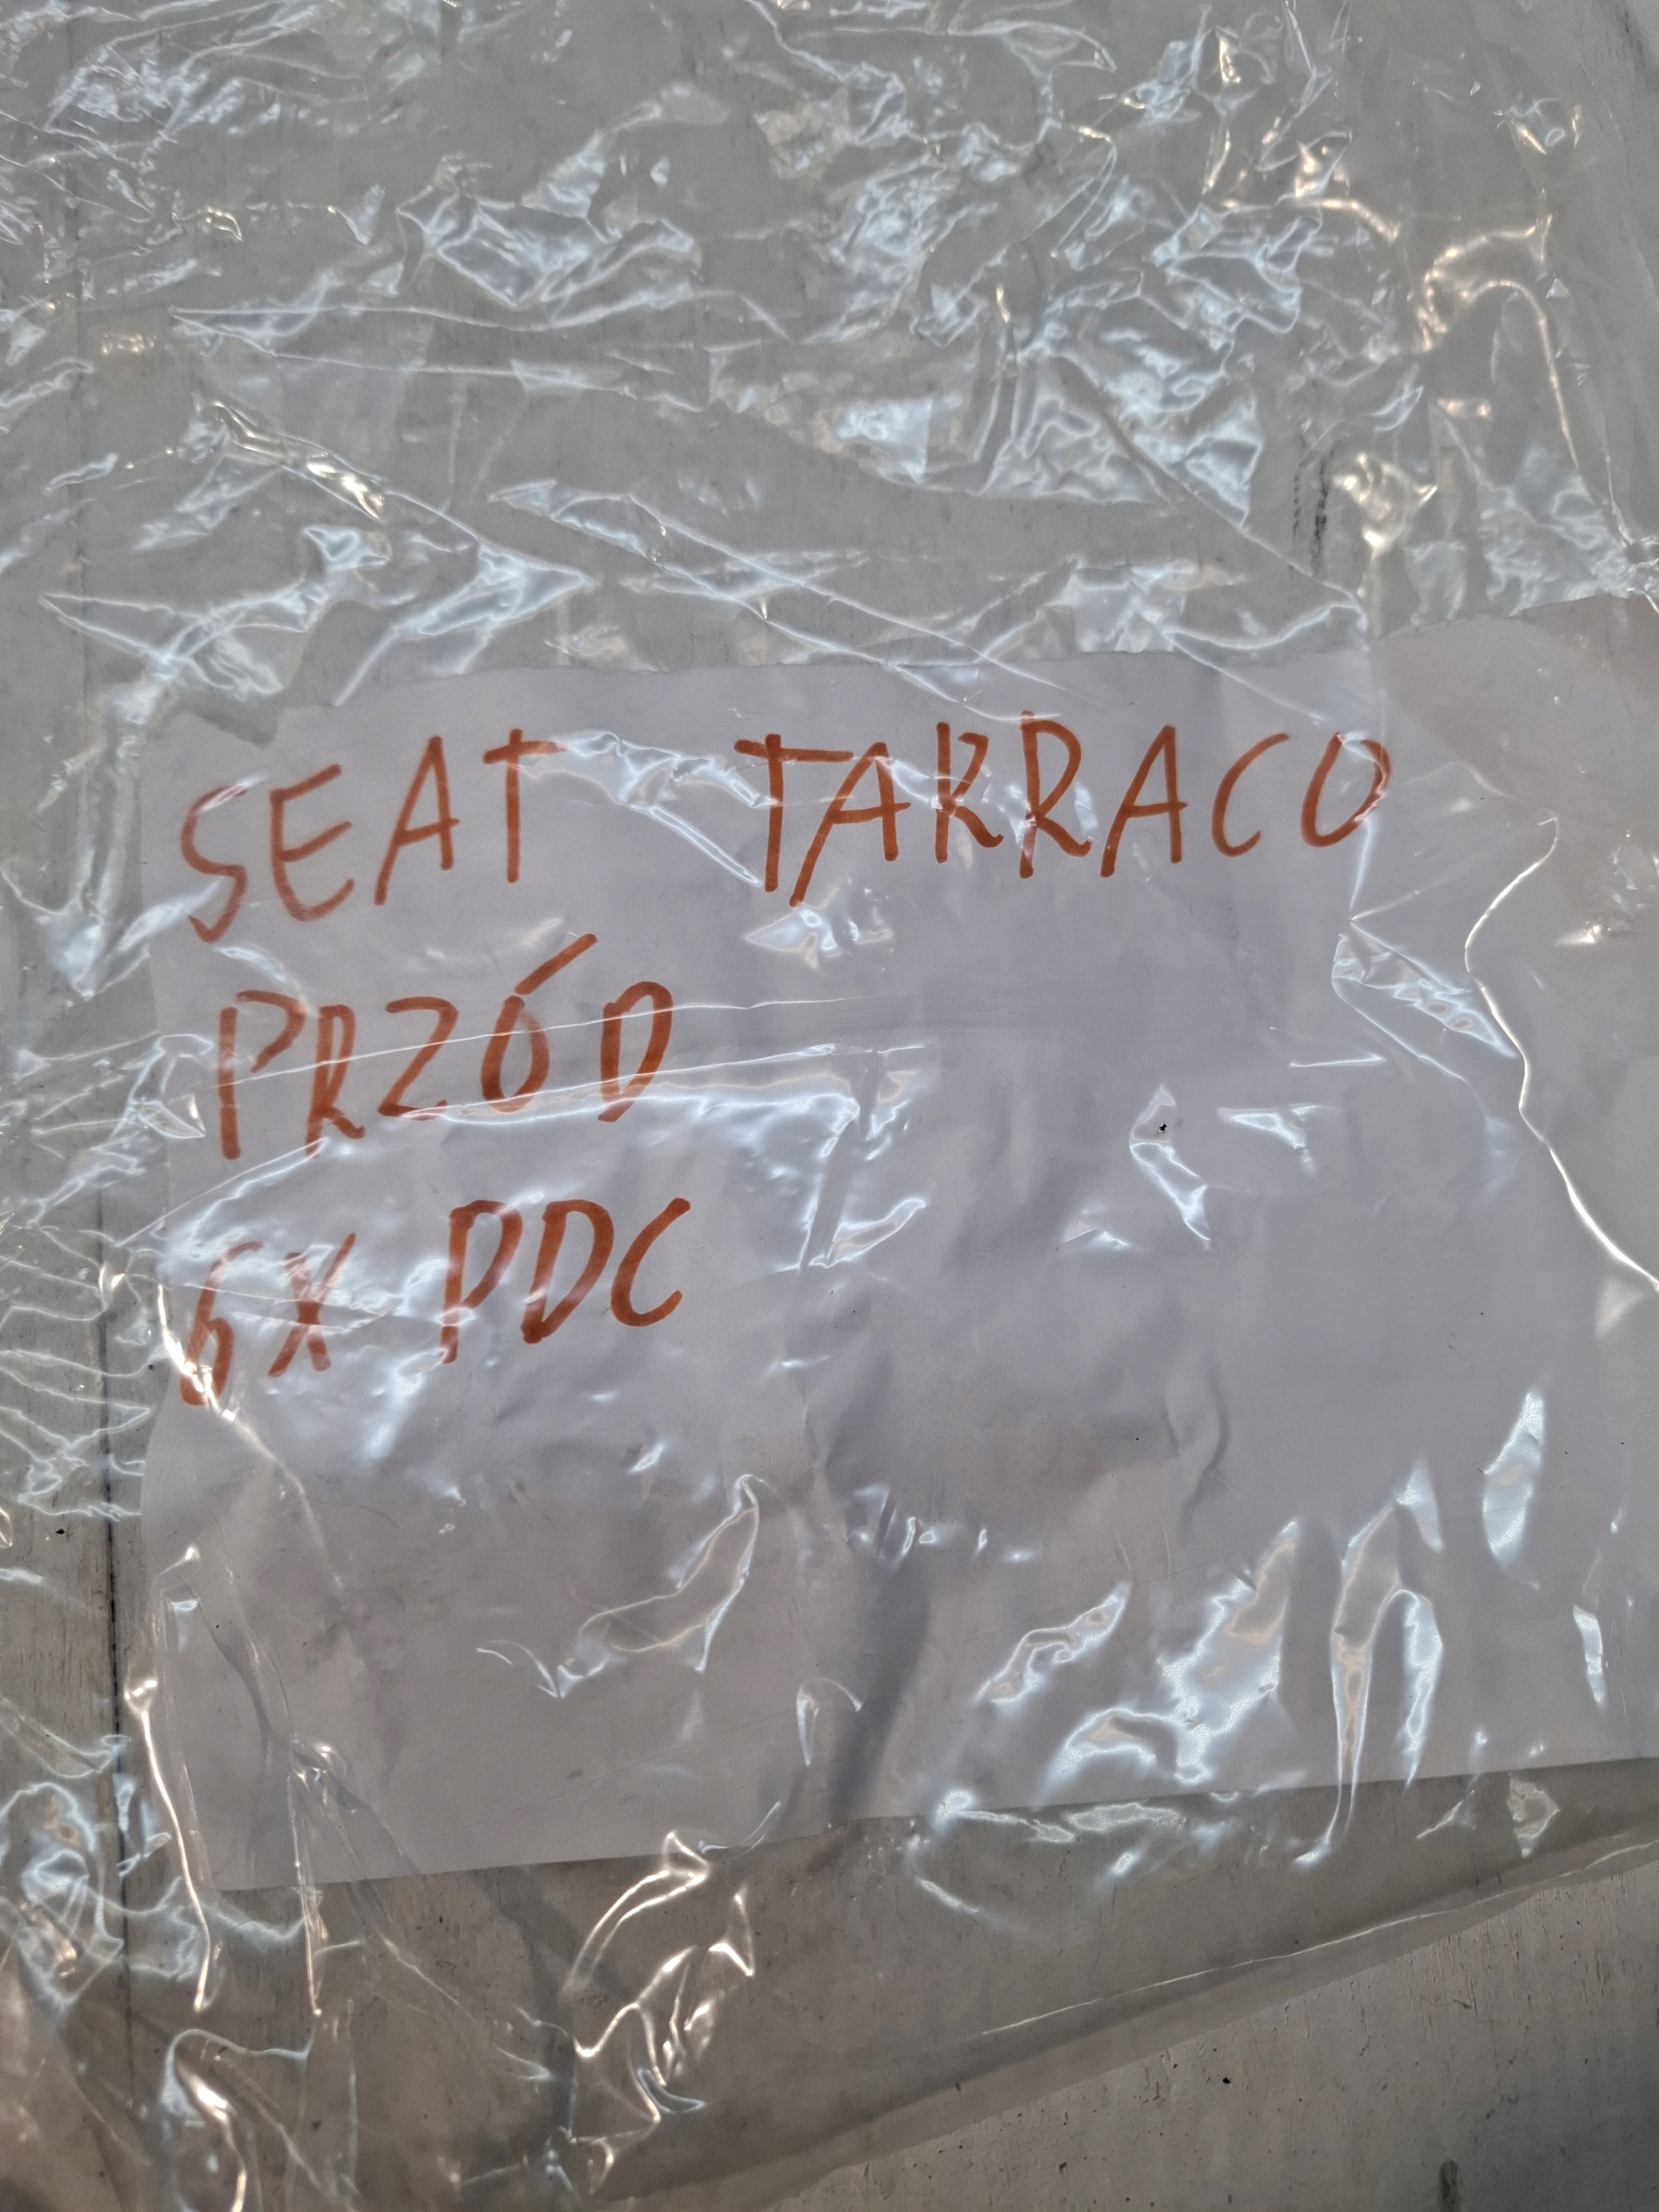 SEAT TARRACO
PRZÓD
6X PDC